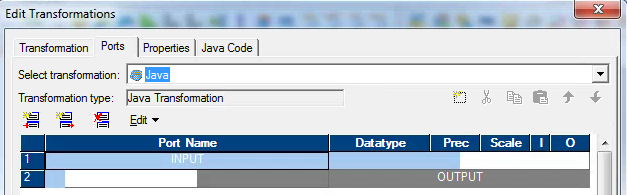 Edit Transformations
Transformation Ports Properties Java Code
Select transformation: Java
Transformation type: Java Transformation
Edit
Port Name Datatype Prec Scale I O
1 INPUT
2 OUTPUT